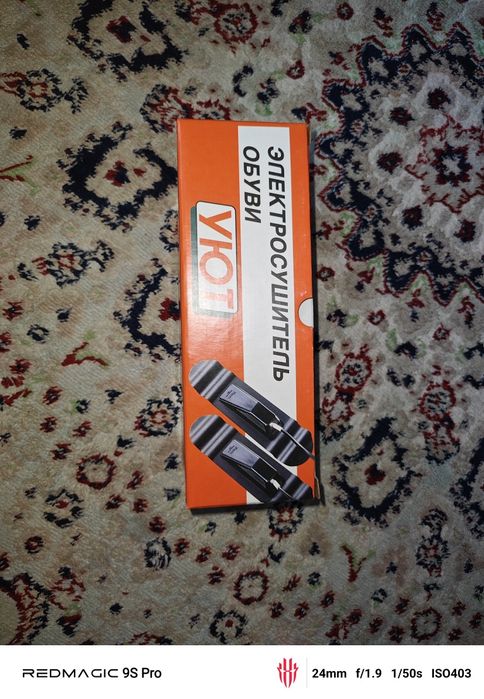 ЭЛЕКТРОСУШИТЕЛЬ
ОБУВИ
УЮТ
REDMAGIC 9S Pro
24mm f/1.9 1/50s ISO403